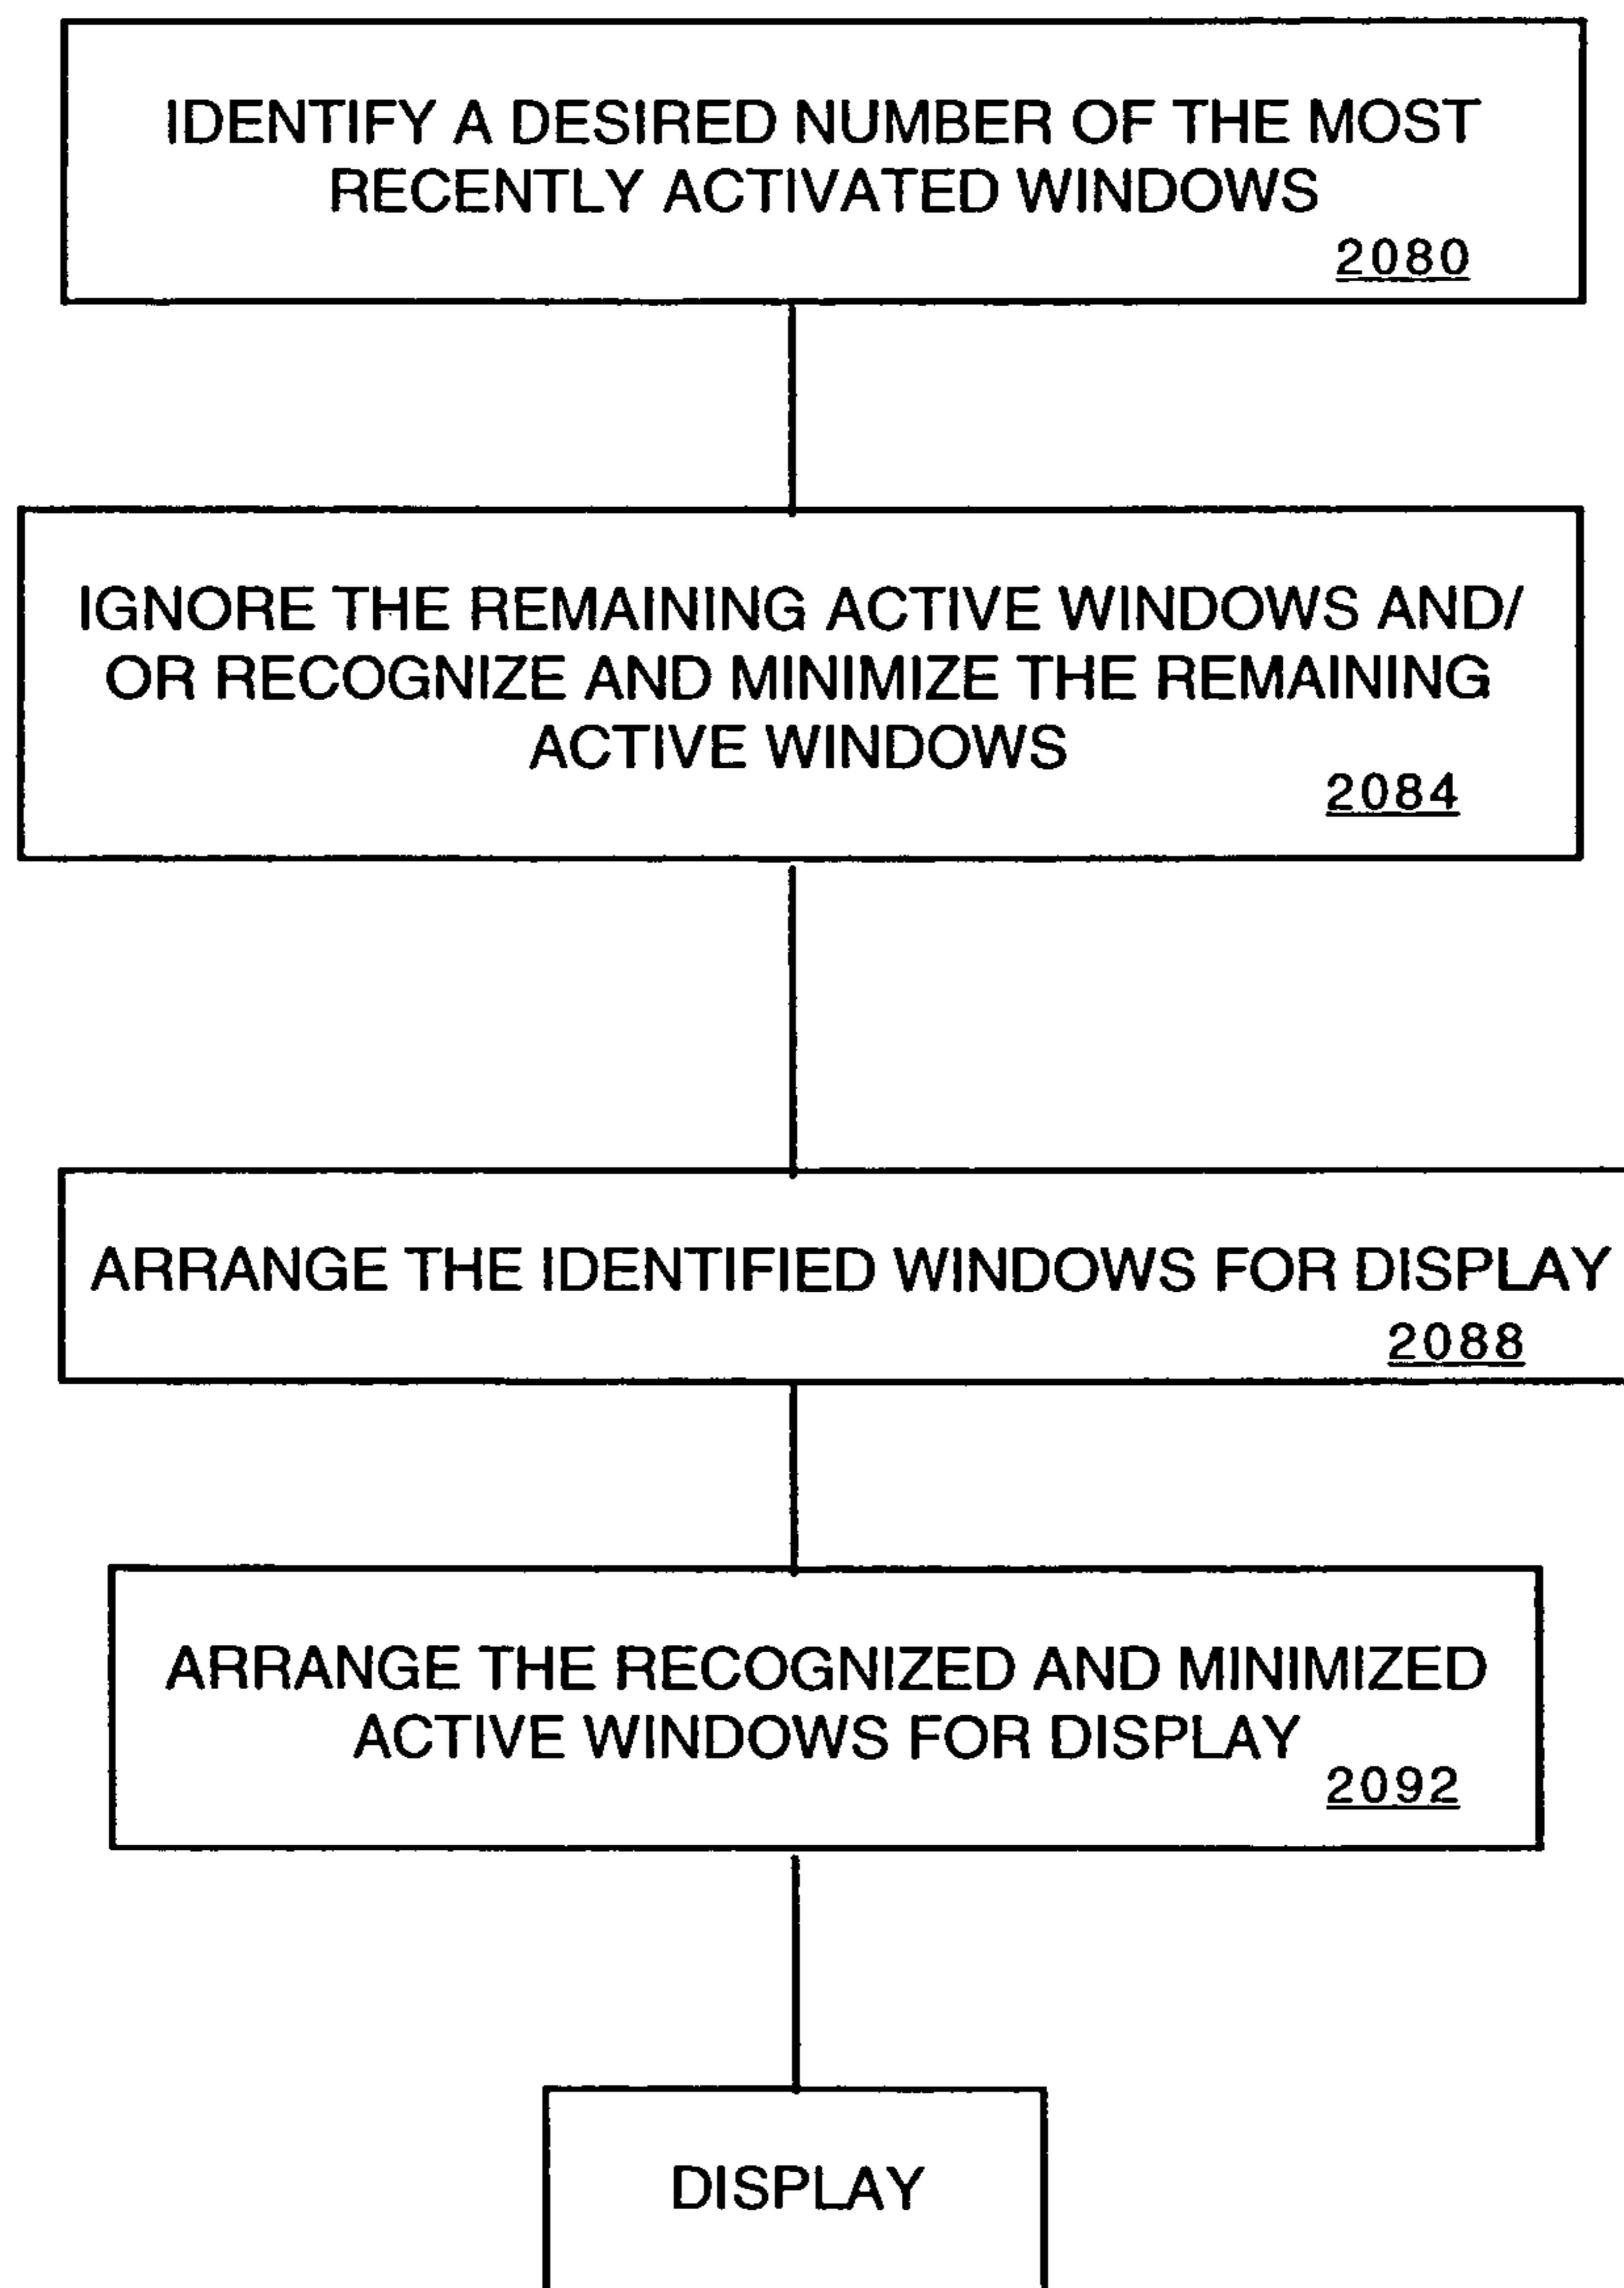 IDENTIFY A DESIRED NUMBER OF THE MOST
RECENTLY ACTIVATED WINDOWS
2080
IGNORE THE REMAINING ACTIVE WINDOWS AND/
OR RECOGNIZE AND MINIMIZE THE REMAINING
ACTIVE WINDOWS
2084
ARRANGE THE IDENTIFIED WINDOWS FOR DISPLAY
2088
ARRANGE THE RECOGNIZED AND MINIMIZED
ACTIVE WINDOWS FOR DISPLAY
2092
DISPLAY